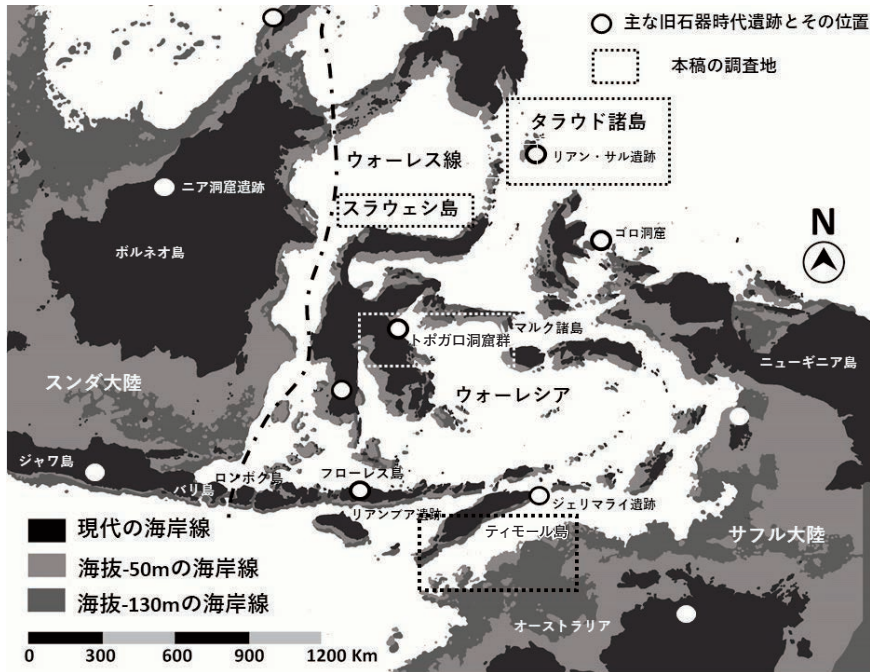 主な旧石器時代遺跡とその位置
本稿の調査地
タラウド諸島
リアン・サル遺跡
ウォーレス線
ニア洞窟遺跡
スラウェシ島
ゴロ洞窟
N
ボルネオ島
マルク諸島
トポガロ洞窟群
ニューギニア島
スンダ大陸
ウォーレシア
ジャワ島
バリ島
ロンボク島
フローレス島
リアンブア遺跡
ジェリマライ遺跡
ティモール島
サフル大陸
オーストラリア
現代の海岸線
海抜-50mの海岸線
海抜-130mの海岸線
0 300 600 900 1200 Km